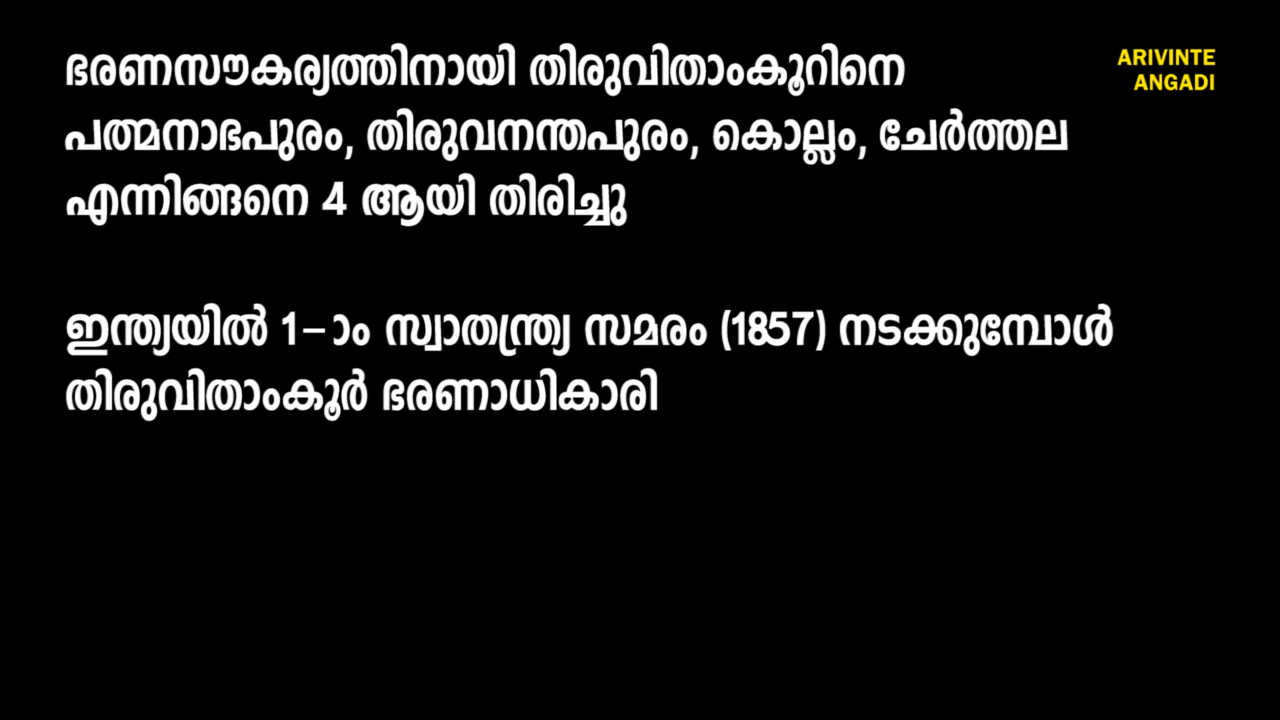 ഭരണസൗകര്യത്തിനായി തിരുവിതാംകൂറിനെ
പത്മനാഭപുരം, തിരുവനന്തപുരം, കൊല്ലം, ചേർത്തല
എന്നിങ്ങനെ 4 ആയി തിരിച്ചു
ഇന്ത്യയിൽ 1-ാം സ്വാതന്ത്ര്യ സമരം (1857) നടക്കുമ്പോൾ
തിരുവിതാംകൂർ ഭരണാധികാരി
ARIVINTE
ANGADI